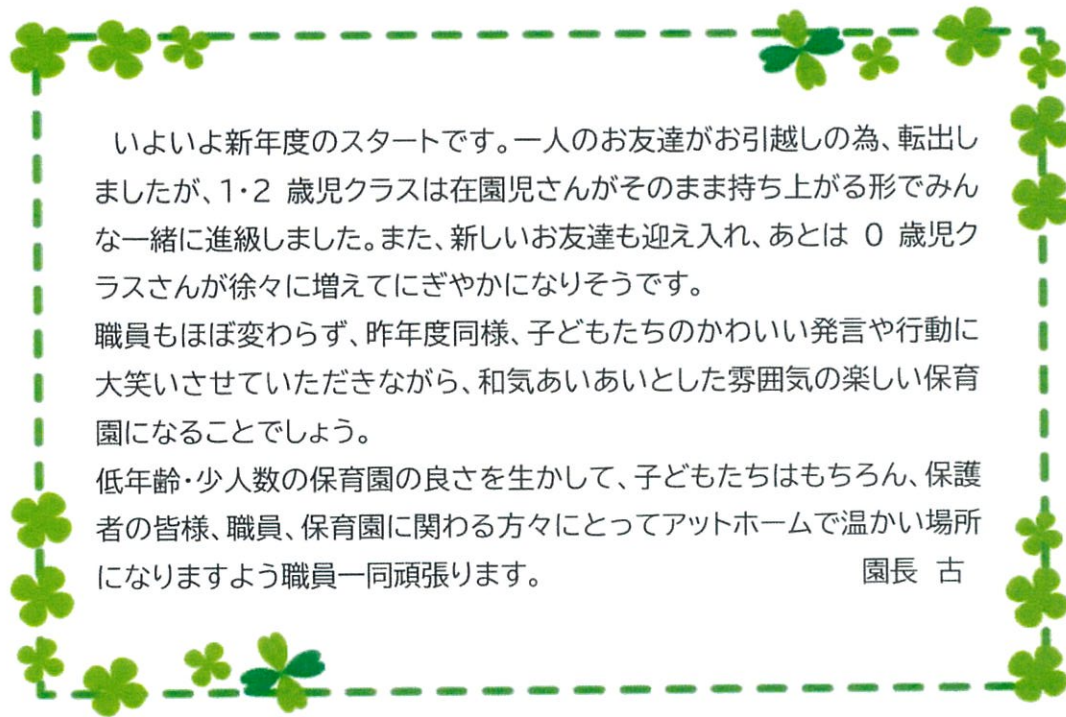 いよいよ新年度のスタートです。一人のお友達がお引越しの為、転出し
ましたが、1・2 歳児クラスは在園児さんがそのまま持ち上がる形でみん
な一緒に進級しました。また、新しいお友達も迎え入れ、あとは 0 歳児ク
ラスさんが徐々に増えてにぎやかになりそうです。
職員もほぼ変わらず、昨年度同様、子どもたちのかわいい発言や行動に
大笑いさせていただきながら、和気あいあいとした雰囲気の楽しい保育
園になることでしょう。
低年齢・少人数の保育園の良さを生かして、子どもたちはもちろん、保護
者の皆様、職員、保育園に関わる方々にとってアットホームで温かい場所
になりますよう職員一同頑張ります。 園長 古